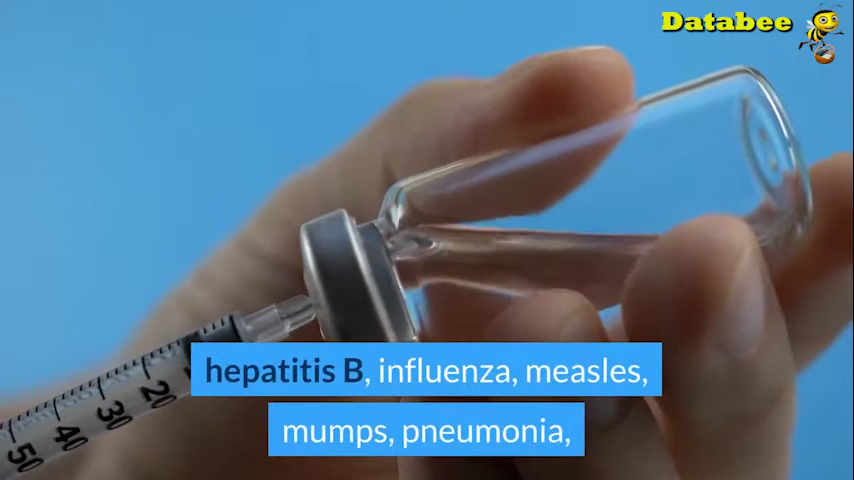 Databee
hepatitis B, influenza, measles,
mumps, pneumonia,
20
30
40
50